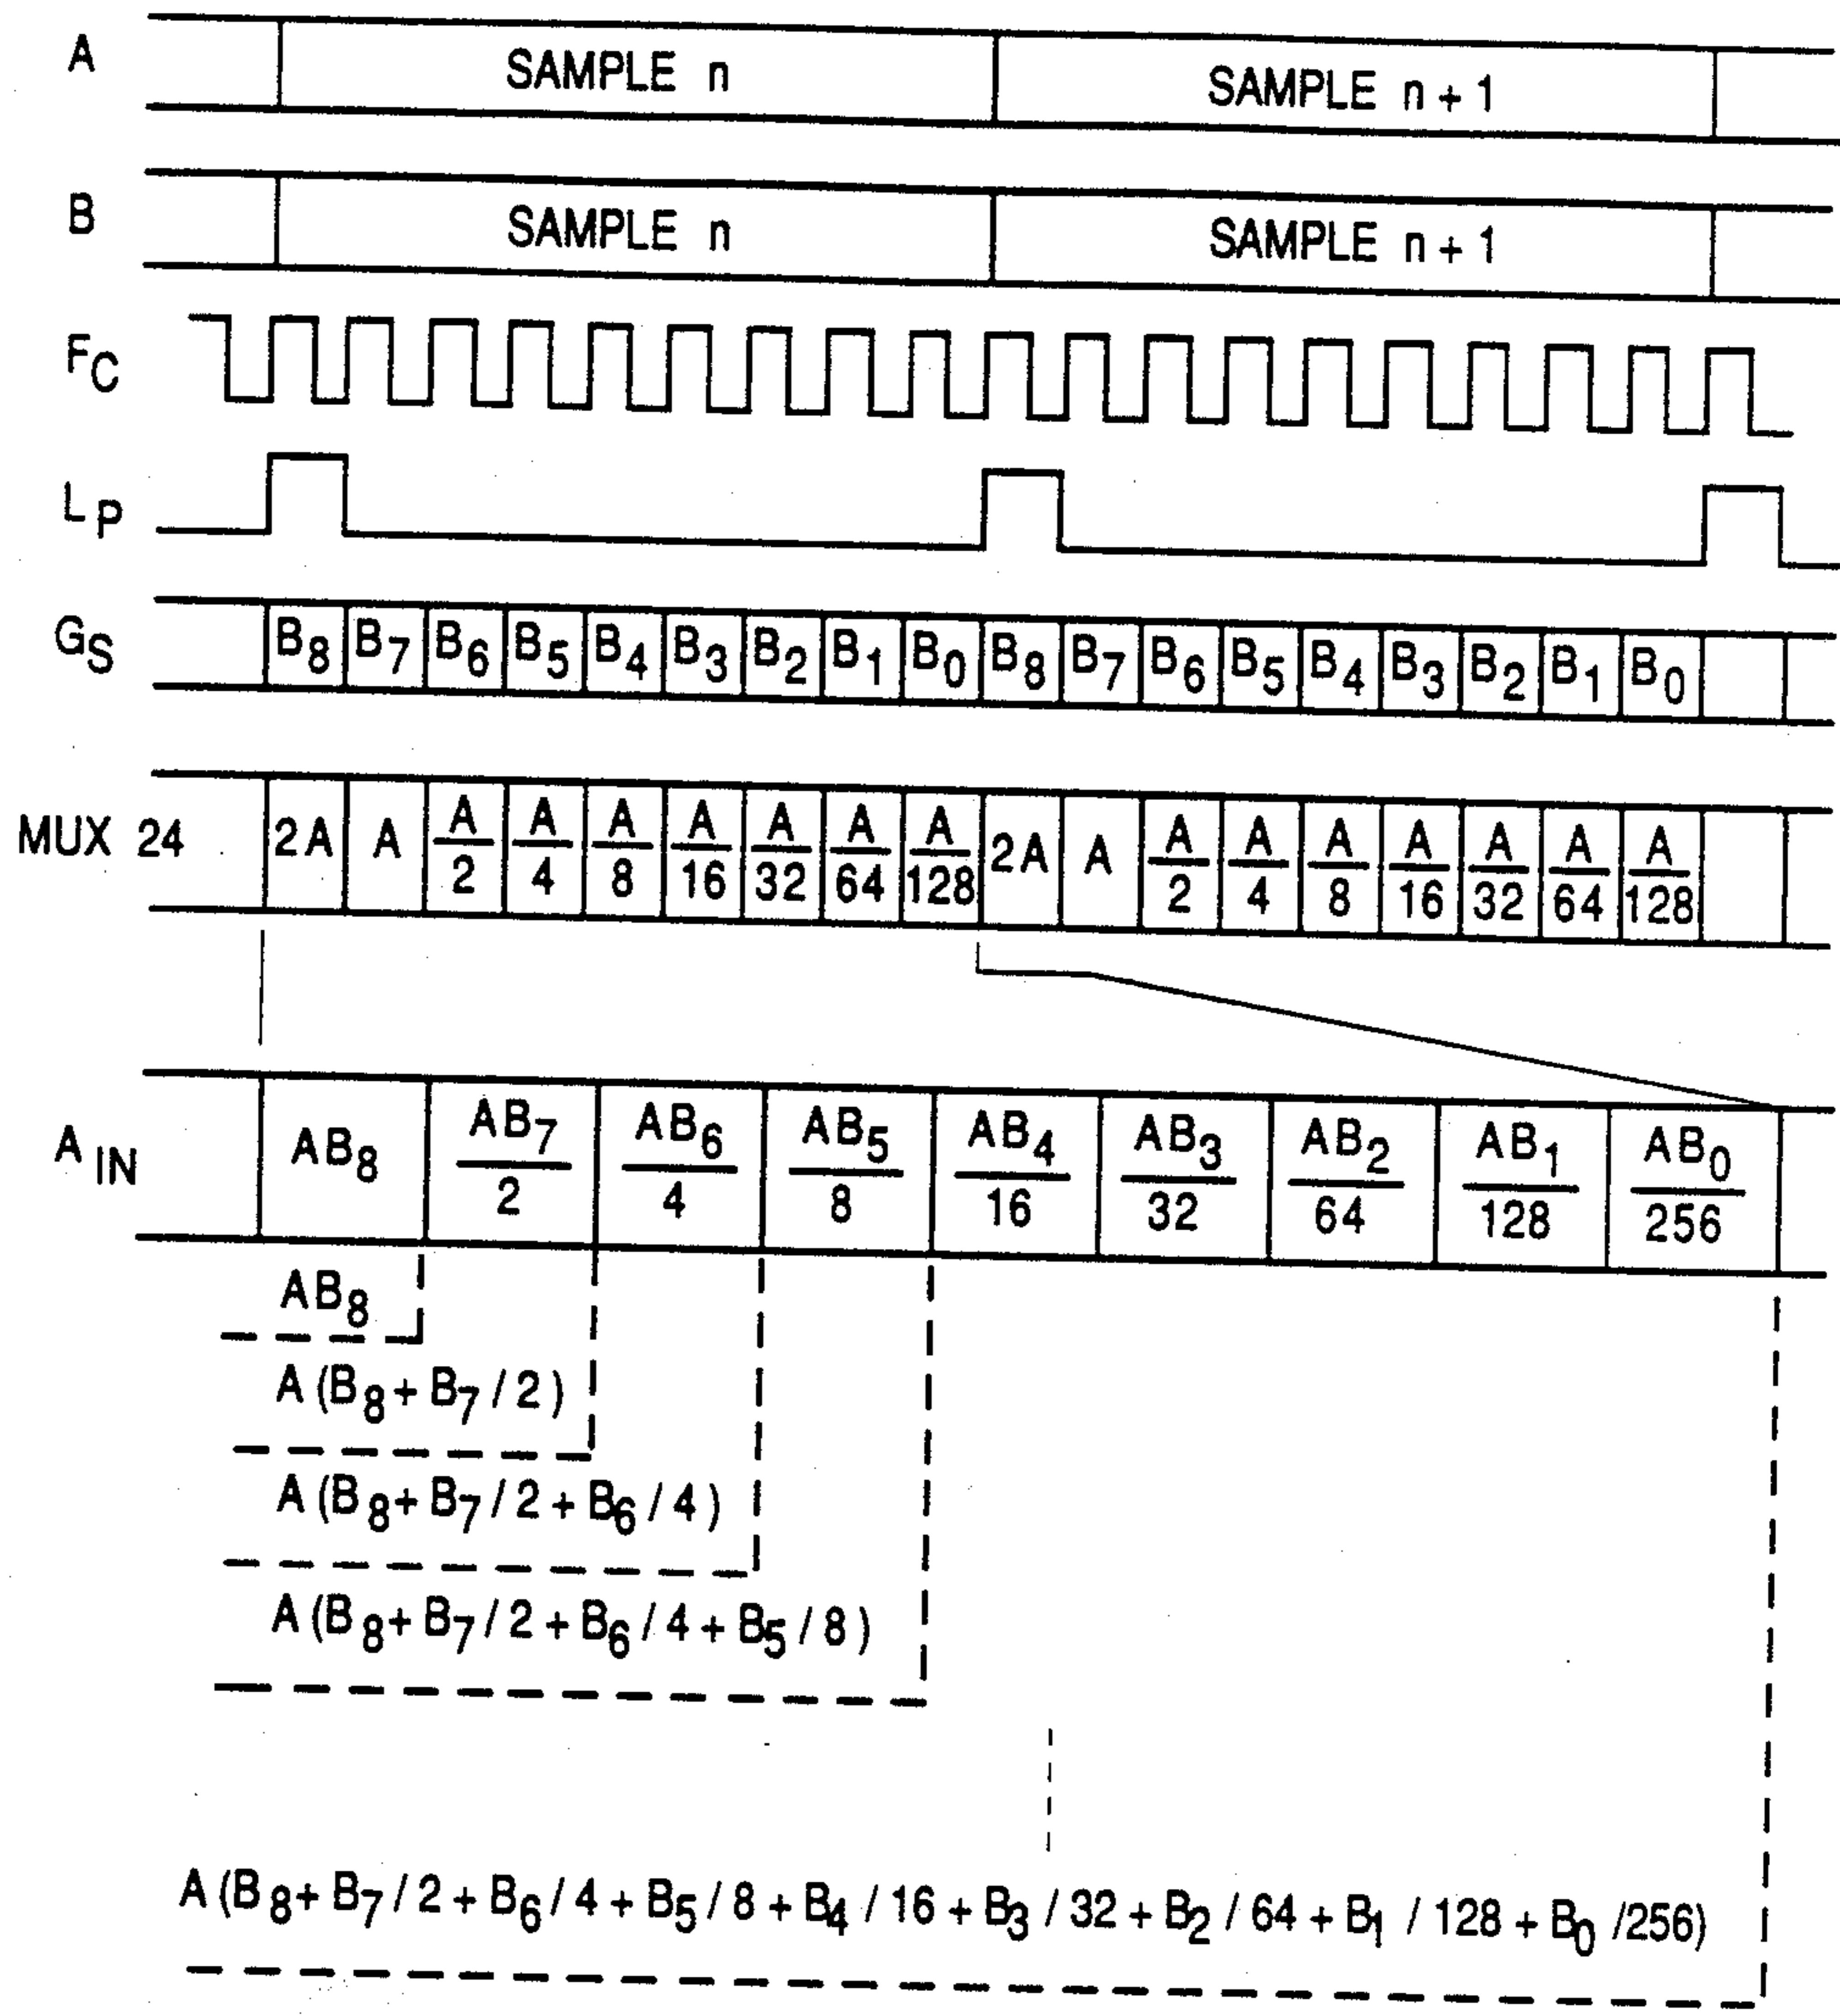 A SAMPLE n SAMPLE n + 1
B SAMPLE n SAMPLE n + 1
FC
LP
GS B8 B7 B6 B5 B4 B3 B2 B1 B0 B8 B7 B6 B5 B4 B3 B2 B1 B0
MUX 24 2A A A/2 A/4 A/8 A/16 A/32 A/64 A/128 2A A A/2 A/4 A/8 A/16 A/32 A/64 A/128
A IN AB8 AB7/2 AB6/4 AB5/8 AB4/16 AB3/32 AB2/64 AB1/128 AB0/256
AB8
A (B8 + B7 / 2 )
A (B8 + B7 / 2 + B6 / 4 )
A (B8 + B7 / 2 + B6 / 4 + B5 / 8 )
A (B8 + B7 / 2 + B6 / 4 + B5 / 8 + B4 / 16 + B3 / 32 + B2 / 64 + B1 / 128 + B0 /256)